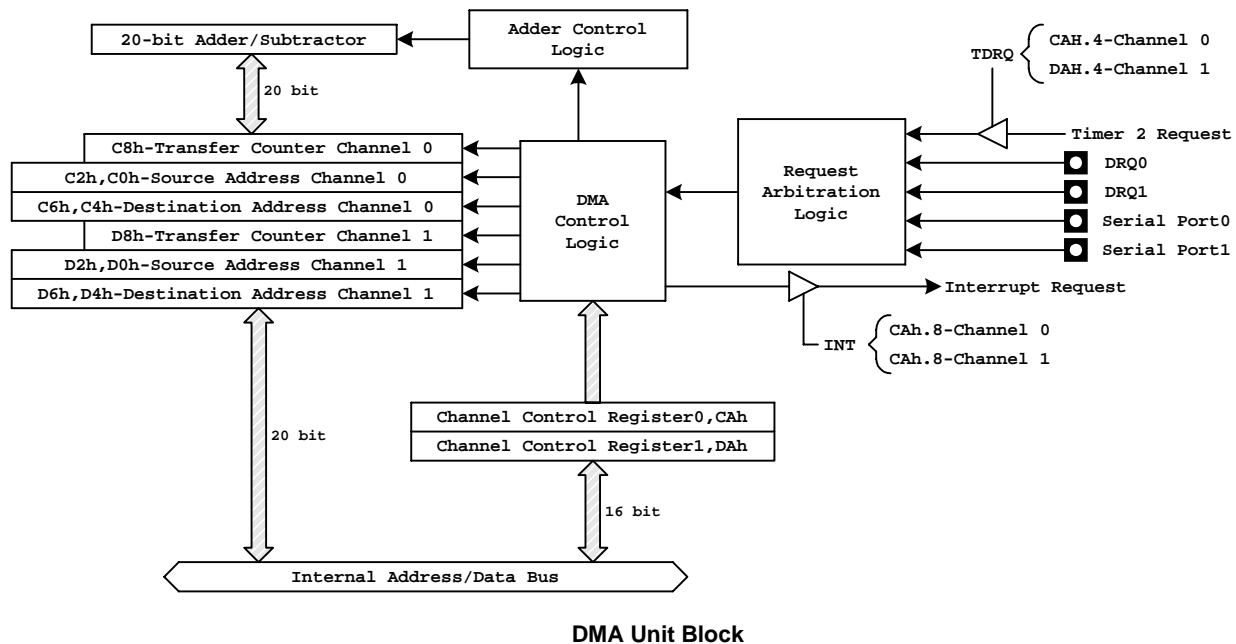 20-bit Adder/Subtractor
Adder Control
Logic
TDRQ
CAH.4-Channel 0
DAH.4-Channel 1
20 bit
Timer 2 Request
C8h-Transfer Counter Channel 0
C2h,C0h-Source Address Channel 0
C6h,C4h-Destination Address Channel 0
D8h-Transfer Counter Channel 1
D2h,D0h-Source Address Channel 1
D6h,D4h-Destination Address Channel 1
DMA
Control
Logic
Request
Arbitration
Logic
DRQ0
DRQ1
Serial Port0
Serial Port1
Interrupt Request
INT
CAh.8-Channel 0
CAh.8-Channel 1
Channel Control Register0,CAh
Channel Control Register1,DAh
20 bit
16 bit
Internal Address/Data Bus
DMA Unit Block